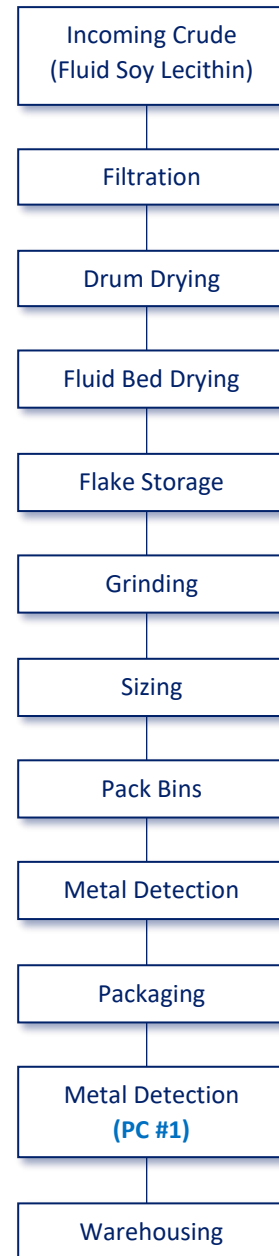 Incoming Crude
(Fluid Soy Lecithin)
Filtration
Drum Drying
Fluid Bed Drying
Flake Storage
Grinding
Sizing
Pack Bins
Metal Detection
Packaging
Metal Detection
(PC #1)
Warehousing